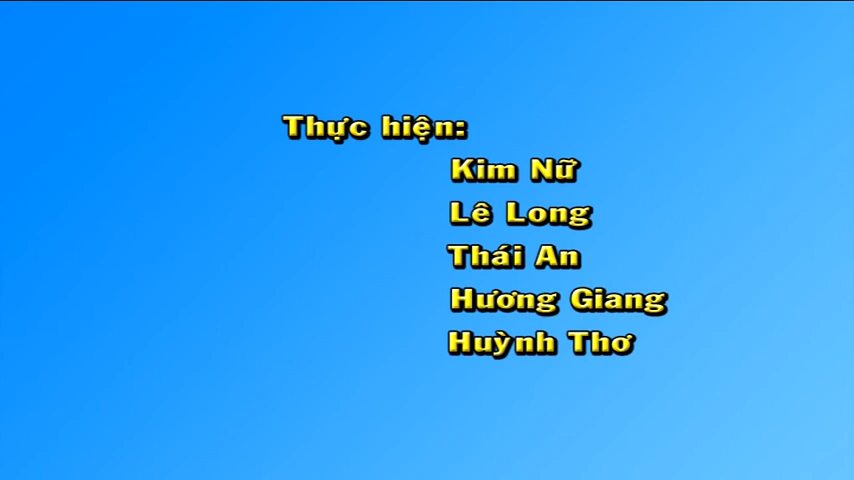 Thực hiện:
Kim Nữ
Lê Long
Thái An
Hương Giang
Huỳnh Thơ